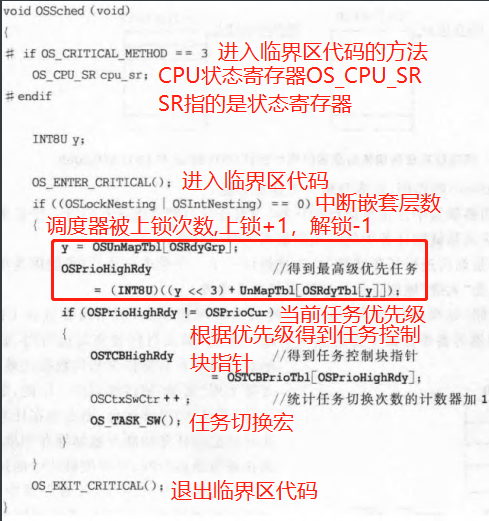 void OSSched (void)
{
# if OS_CRITICAL_METHOD == 3 进入临界区代码的方法
OS_CPU_SR cpu_sr; CPU状态寄存器OS_CPU_SR
# endif SR指的是状态寄存器
INT8U y;
OS_ENTER_CRITICAL(); 进入临界区代码
if ((OSLockNesting | OSIntNesting) == 0) 中断嵌套层数
{ 调度器被上锁次数,上锁+1，解锁-1
y = OSUnMapTbl[OSRdyGrp];
OSPrioHighRdy //得到最高级优先任务
= (INT8U)((y << 3) + UnMapTbl[OSRdyTbl[y]]);
if (OSPrioHighRdy != OSPrioCur) 当前任务优先级
{ 根据优先级得到任务控制
块指针
OSTCBHighRdy //得到任务控制块指针
= OSTCBPrioTbl[OSPrioHighRdy];
OSCtxSwCtr ++ ; //统计任务切换次数的计数器加 1
OS_TASK_SW(); 任务切换宏
}
}
OS_EXIT_CRITICAL(); 退出临界区代码
}